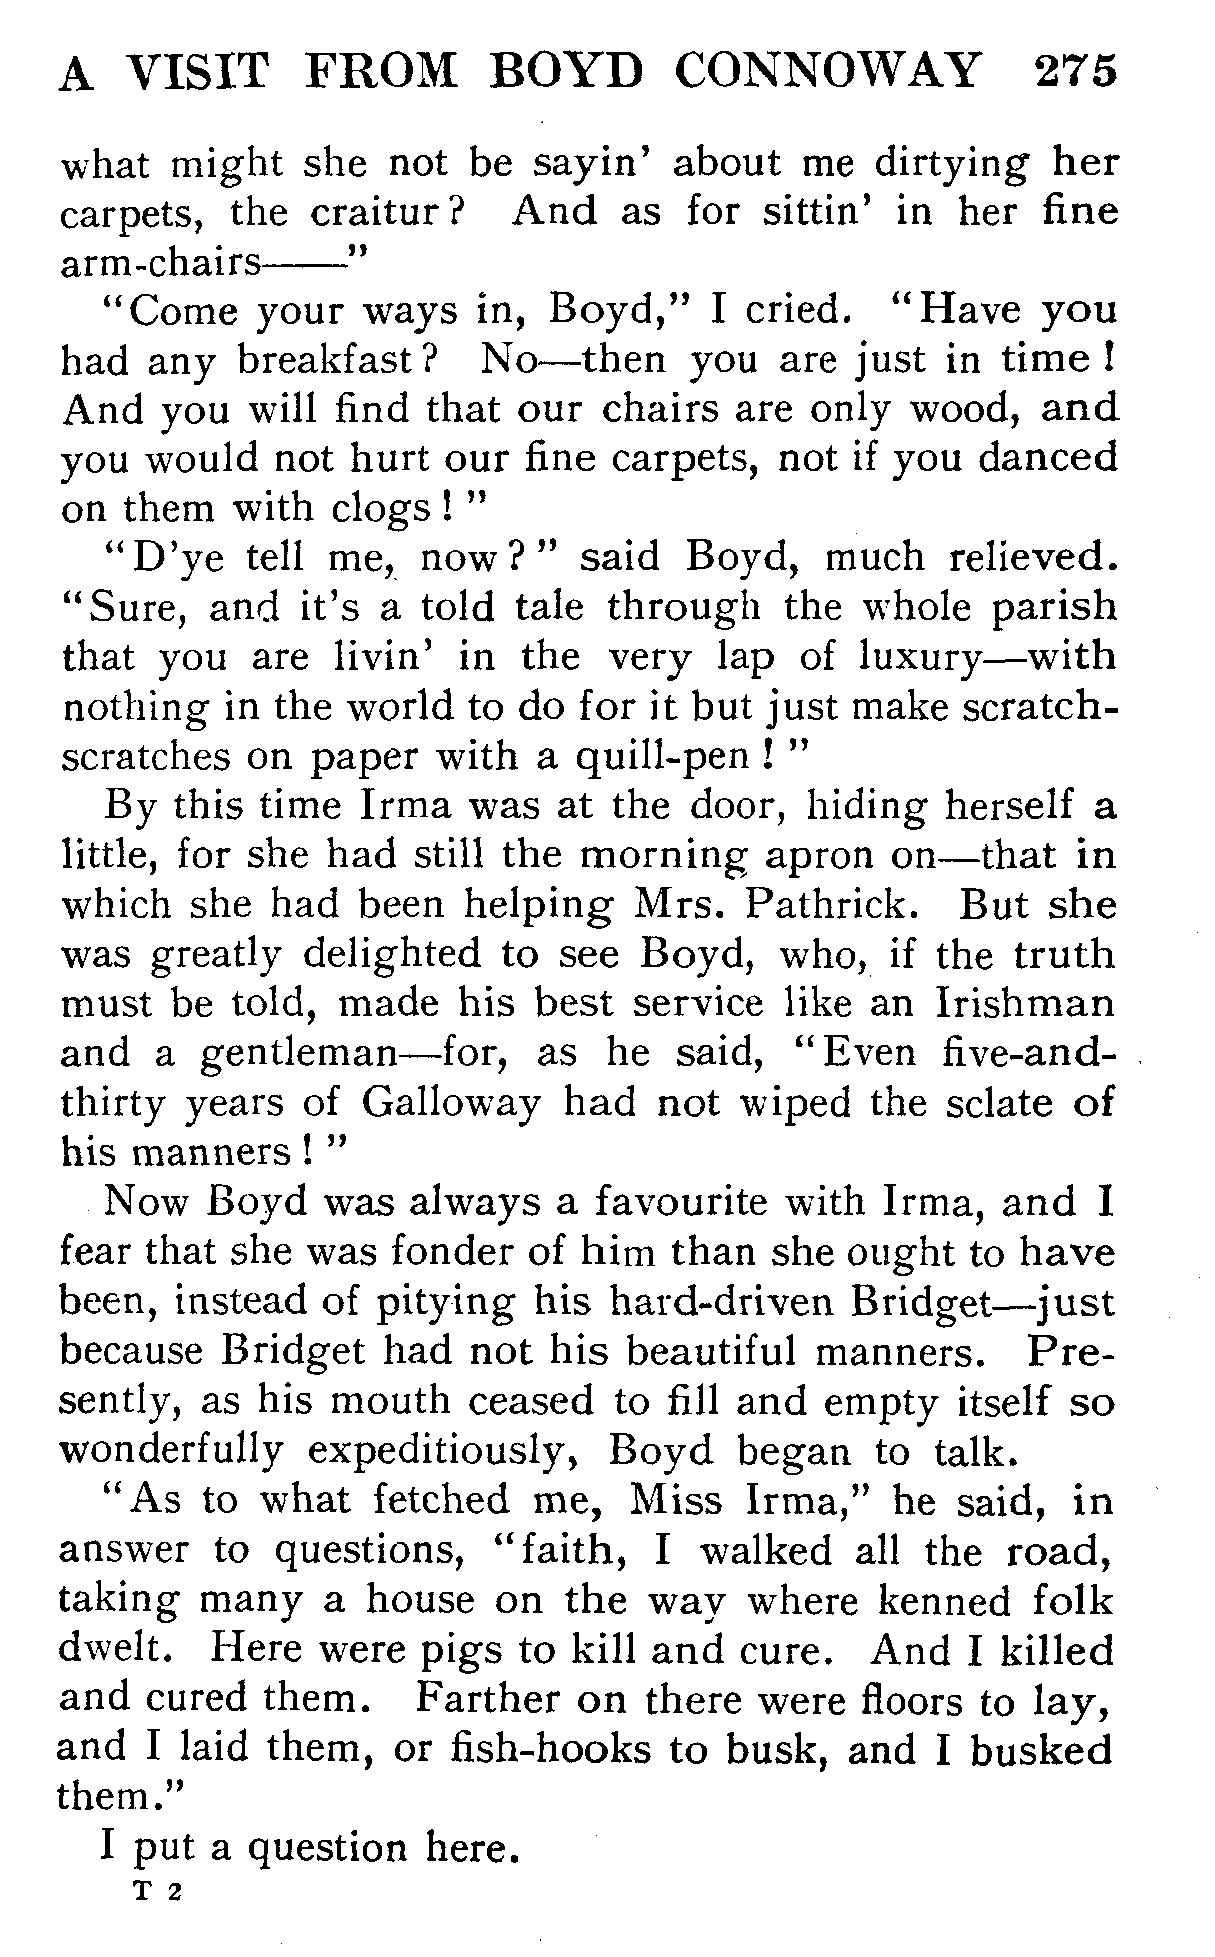 A VISIT FROM BOYD CONNOWAY 275
what might she not be sayin' about me dirtying her
carpets, the craitur? And as for sittin' in her fine
arm-chairs——"
"Come your ways in, Boyd," I cried. "Have you
had any breakfast? No—then you are just in time!
And you will find that our chairs are only wood, and
you would not hurt our fine carpets, not if you danced
on them with clogs!"
"D'ye tell me, now?" said Boyd, much relieved.
"Sure, and it's a told tale through the whole parish
that you are livin' in the very lap of luxury—with
nothing in the world to do for it but just make scratch-
scratches on paper with a quill-pen!"
By this time Irma was at the door, hiding herself a
little, for she had still the morning apron on—that in
which she had been helping Mrs. Pathrick. But she
was greatly delighted to see Boyd, who, if the truth
must be told, made his best service like an Irishman
and a gentleman—for, as he said, "Even five-and-
thirty years of Galloway had not wiped the sclate of
his manners!"
Now Boyd was always a favourite with Irma, and I
fear that she was fonder of him than she ought to have
been, instead of pitying his hard-driven Bridget—just
because Bridget had not his beautiful manners. Pre-
sently, as his mouth ceased to fill and empty itself so
wonderfully expeditiously, Boyd began to talk.
"As to what fetched me, Miss Irma," he said, in
answer to questions, "faith, I walked all the road,
taking many a house on the way where kenned folk
dwelt. Here were pigs to kill and cure. And I killed
and cured them. Farther on there were floors to lay,
and I laid them, or fish-hooks to busk, and I busked
them."
I put a question here.
T 2